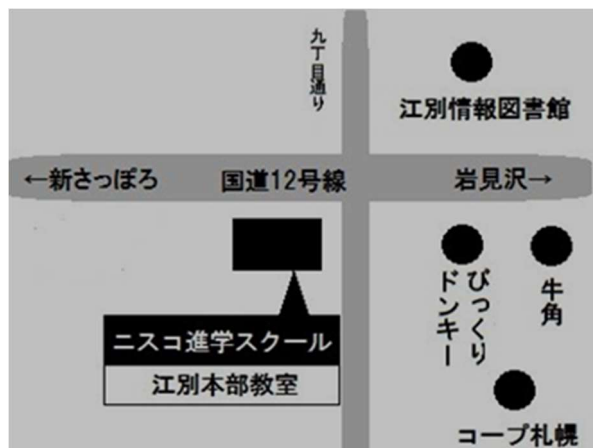 九丁目通り
江別情報図書館
←新さっぽろ
国道12号線
岩見沢→
びっくり
ドンキー
牛角
ニスコ進学スクール
江別本部教室
コープ札幌